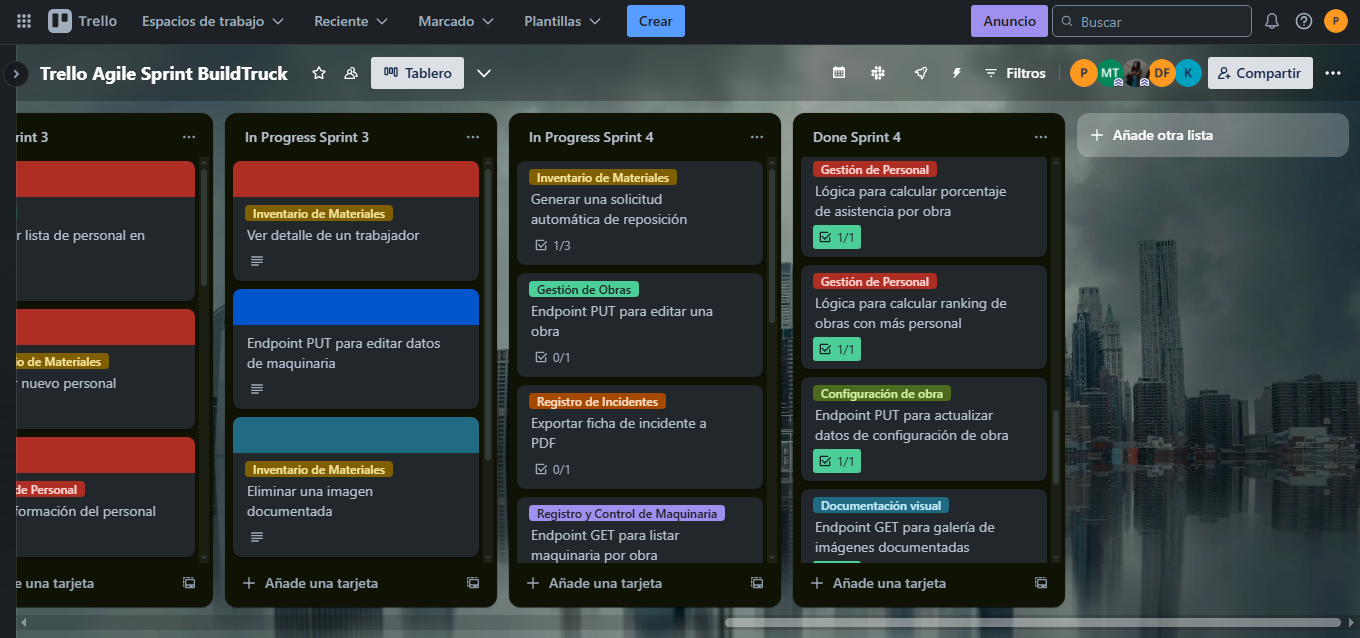 Trello
Espacios de trabajo
Reciente
Marcado
Plantillas
Crear
Anuncio
Buscar
P
Trello Agile Sprint BuildTruck
Tablero
Filtros
P
MT
DF
K
Compartir
rint 3
r lista de personal en
o de Materiales
r nuevo personal
de Personal
formación del personal
e una tarjeta
In Progress Sprint 3
Inventario de Materiales
Ver detalle de un trabajador
Endpoint PUT para editar datos
de maquinaria
Inventario de Materiales
Eliminar una imagen
documentada
Añade una tarjeta
In Progress Sprint 4
Inventario de Materiales
Generar una solicitud
automática de reposición
1/3
Gestión de Obras
Endpoint PUT para editar una
obra
0/1
Registro de Incidentes
Exportar ficha de incidente a
PDF
0/1
Registro y Control de Maquinaria
Endpoint GET para listar
maquinaria por obra
Añade una tarjeta
Done Sprint 4
Gestión de Personal
Lógica para calcular porcentaje
de asistencia por obra
1/1
Gestión de Personal
Lógica para calcular ranking de
obras con más personal
1/1
Configuración de obra
Endpoint PUT para actualizar
datos de configuración de obra
1/1
Documentación visual
Endpoint GET para galería de
imágenes documentadas
Añade una tarjeta
Añade otra lista